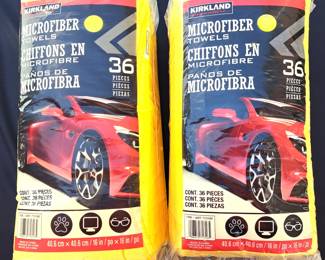 KIRKLAND
MICROFIBER
TOWELS
CHIFFONS EN
MICROFIBRE
PAÑOS DE
MICROFIBRA
36
PIECES
PIÈCES
PIEZAS
CONT. 36 PIECES
CONT. 36 PIÈCES
CONT. 36 PIEZAS
40.6 cm × 40.6 cm / 16 in / po × 16 in / po
KIRKLAND
MICROFIBER
TOWELS
CHIFFONS EN
MICROFIBRE
PAÑOS DE
MICROFIBRA
36
PIECES
PIÈCES
PIEZAS
CONT. 36 PIECES
CONT. 36 PIÈCES
CONT. 36 PIEZAS
40.6 cm × 40.6 cm / 16 in / po × 16 in / po